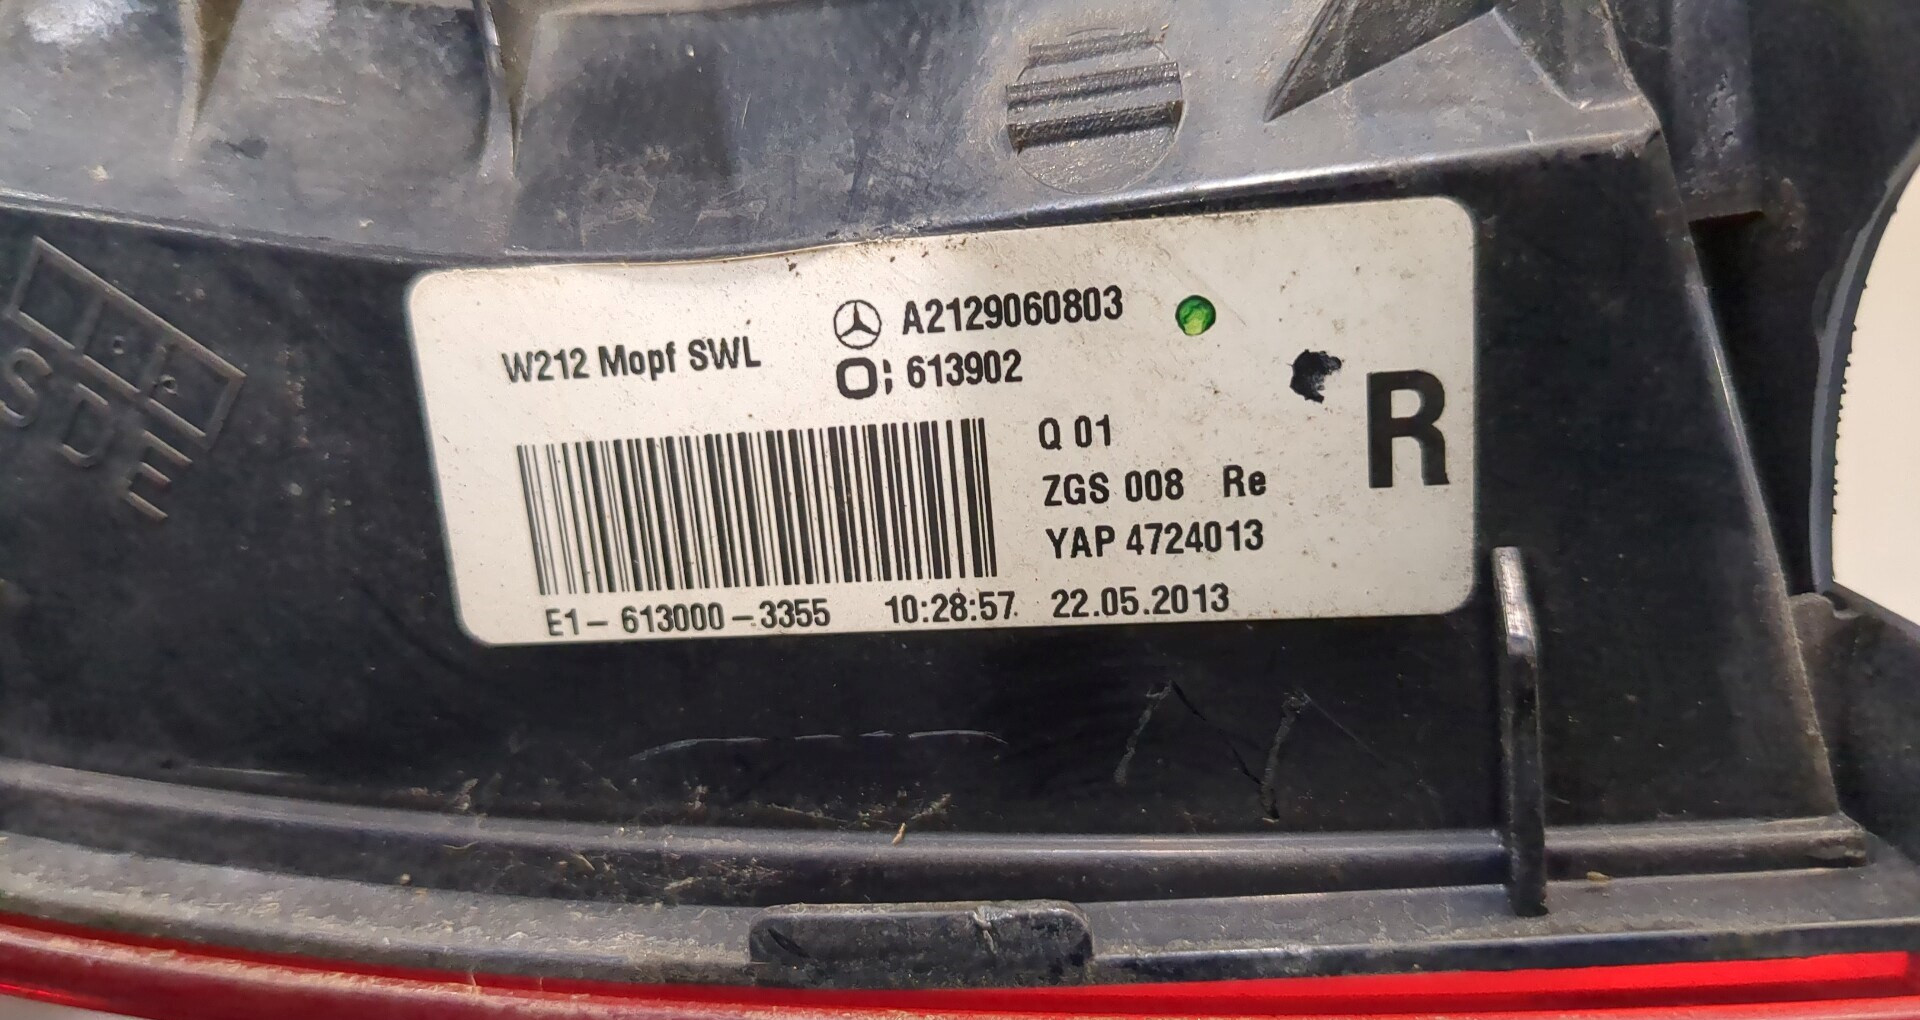 W212 Mopf SWL
A2129060803
O; 613902
Q 01
R
ZGS 008 Re
YAP 4724013
E1- 613000-3355 10:28:57 22.05.2013
SDE